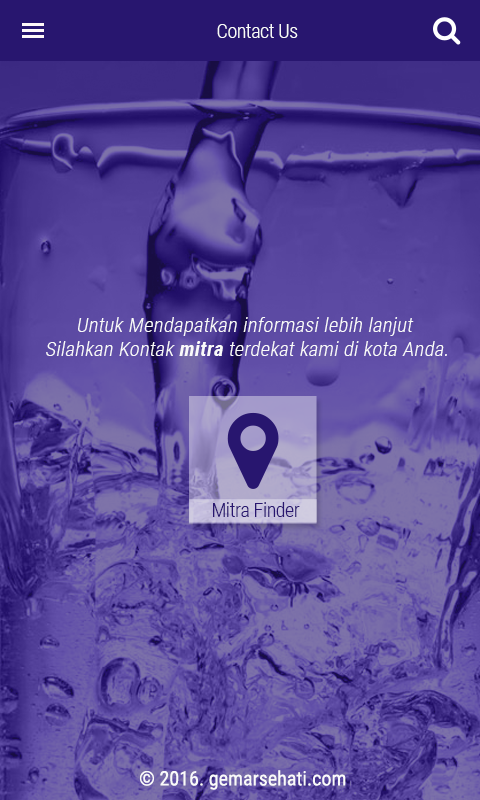 Contact Us
Untuk Mendapatkan informasi lebih lanjut
Silahkan Kontak mitra terdekat kami di kota Anda.
Mitra Finder
© 2016. gemarsehati.com